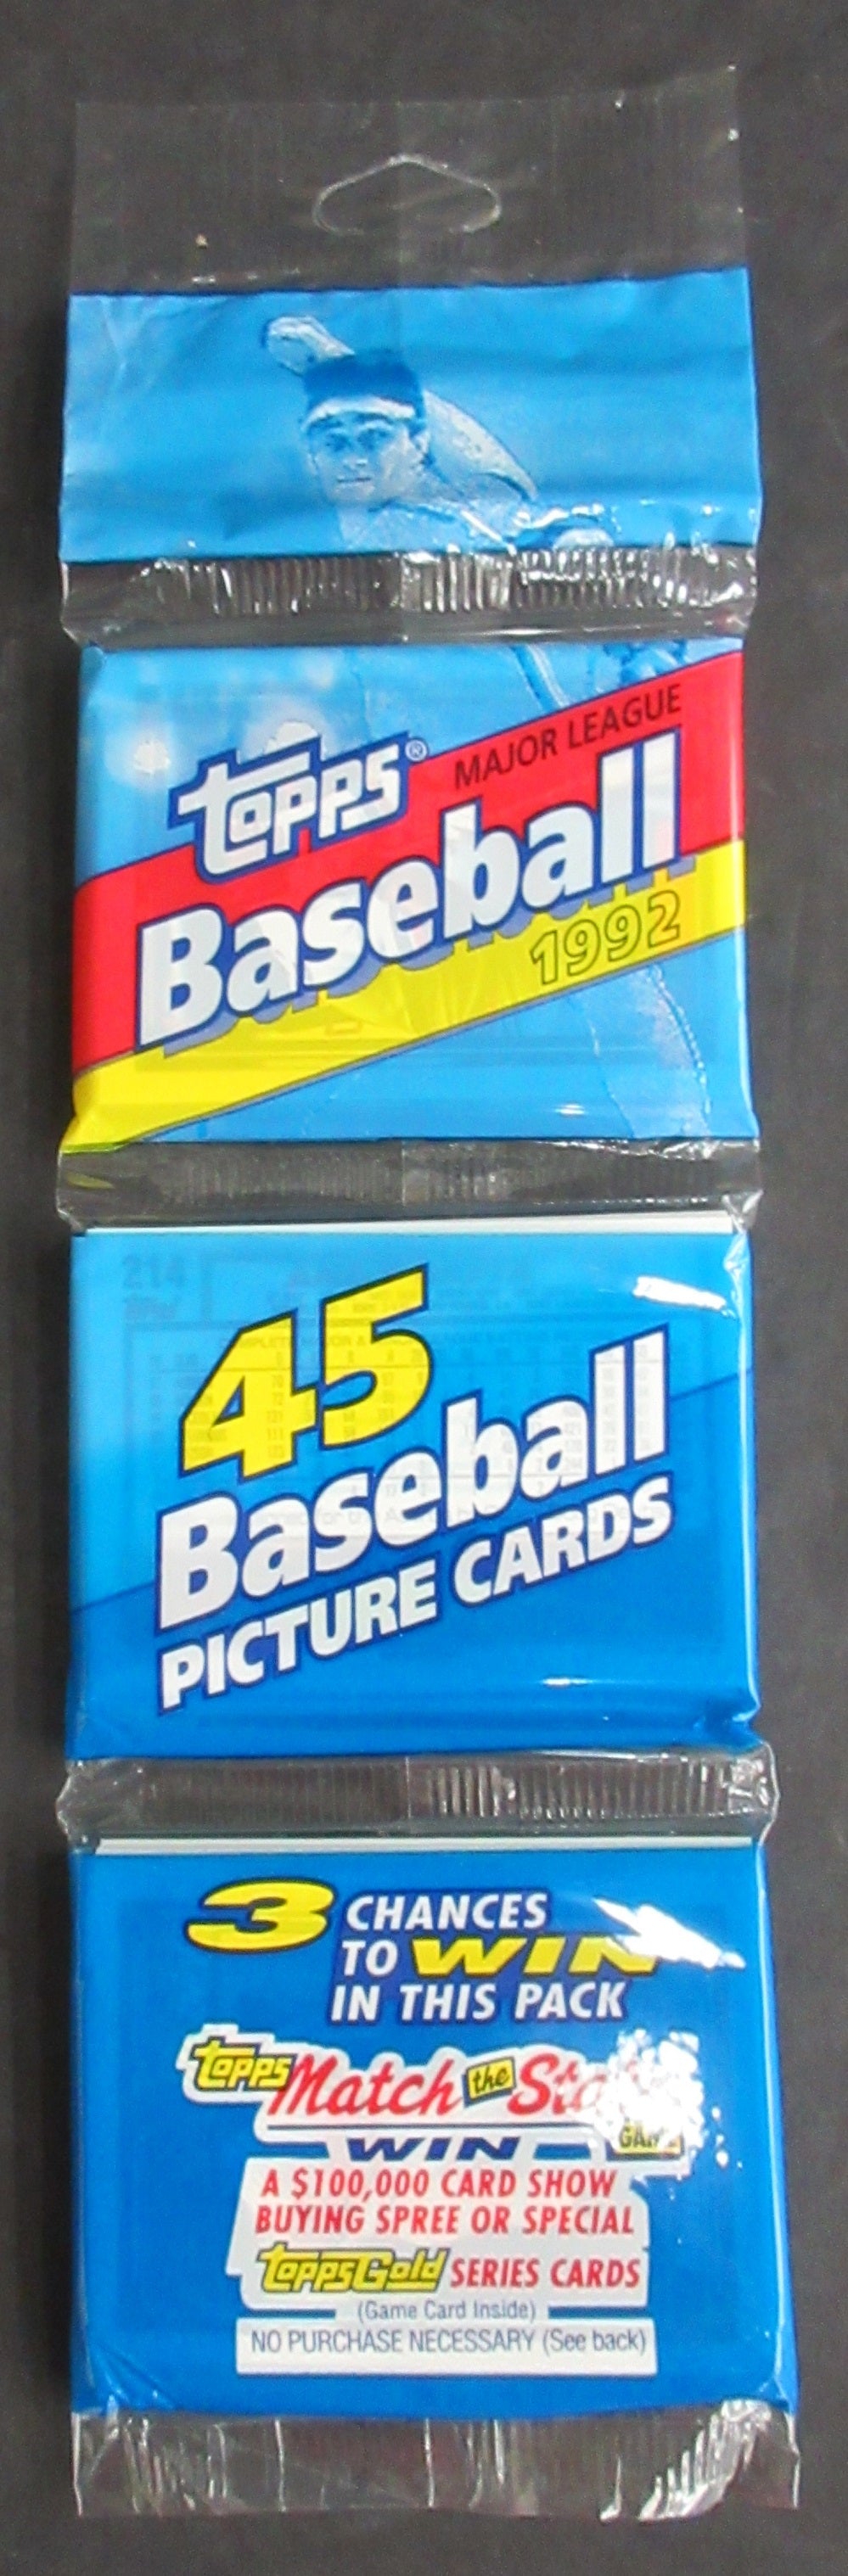 Topps®
MAJOR LEAGUE
Baseball
1992
214
45
Baseball
PICTURE CARDS
3 CHANCES
TO WIN
IN THIS PACK
Topps Match the
GAME
WIN
A $100,000 CARD SHOW
BUYING SPREE OR SPECIAL
ToppsGold SERIES CARDS
(Game Card Inside)
NO PURCHASE NECESSARY (See back)